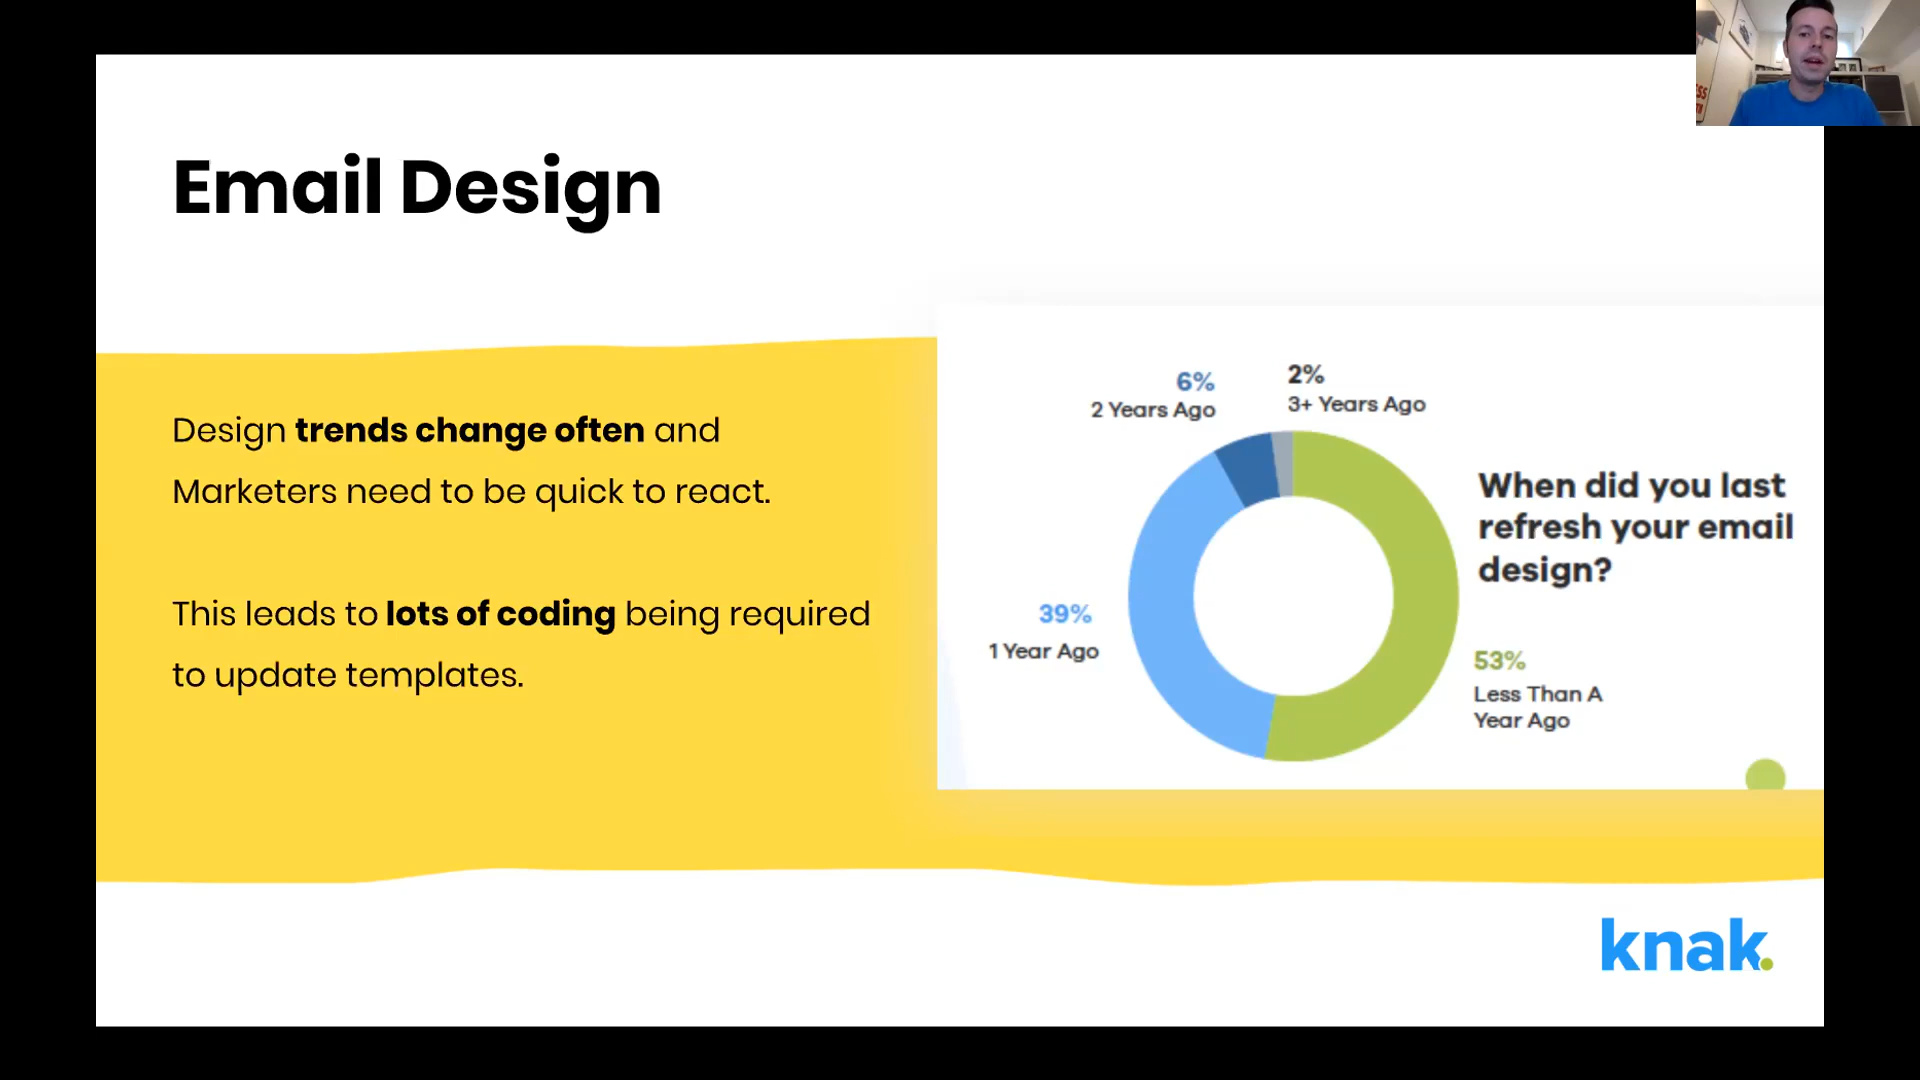 Email Design
Design trends change often and
Marketers need to be quick to react.
This leads to lots of coding being required
to update templates.
6%
2 Years Ago
2%
3+ Years Ago
When did you last
refresh your email
design?
39%
1 Year Ago
53%
Less Than A
Year Ago
knak.